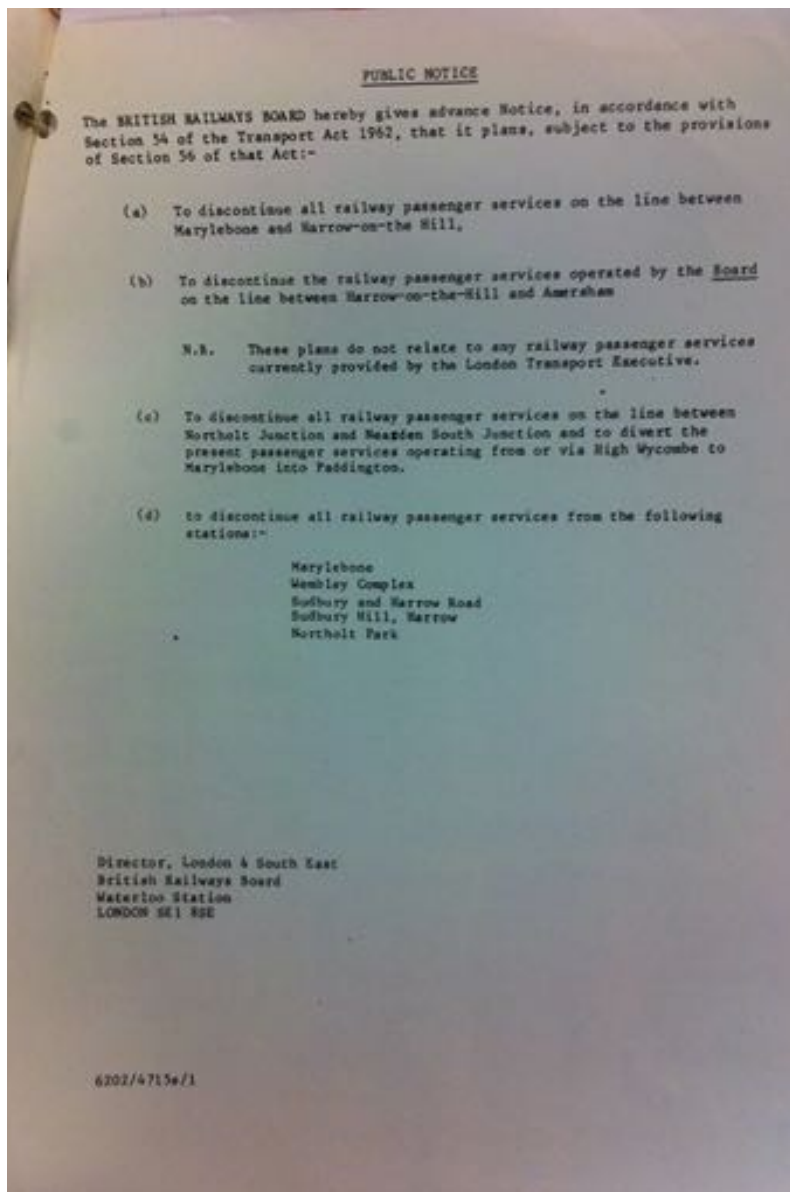 PUBLIC NOTICE
The BRITISH RAILWAYS BOARD hereby gives advance Notice, in accordance with
Section 54 of the Transport Act 1962, that it plans, subject to the provisions
of Section 56 of that Act:-
(a) To discontinue all railway passenger services on the line between
Marylebone and Harrow-on-the Hill,
(b) To discontinue the railway passenger services operated by the Board
on the line between Harrow-on-the-Hill and Amersham
N.B. These plans do not relate to any railway passenger services
currently provided by the London Transport Executive.
(c) To discontinue all railway passenger services on the line between
Northolt Junction and Neasden South Junction and to divert the
present passenger services operating from or via High Wycombe to
Marylebone into Paddington.
(d) to discontinue all railway passenger services from the following
stations:-
Marylebone
Wembley Complex
Sudbury and Harrow Road
Sudbury Hill, Harrow
Northolt Park
Director, London & South East
British Railways Board
Waterloo Station
LONDON SE1 8SE
6202/4715e/1